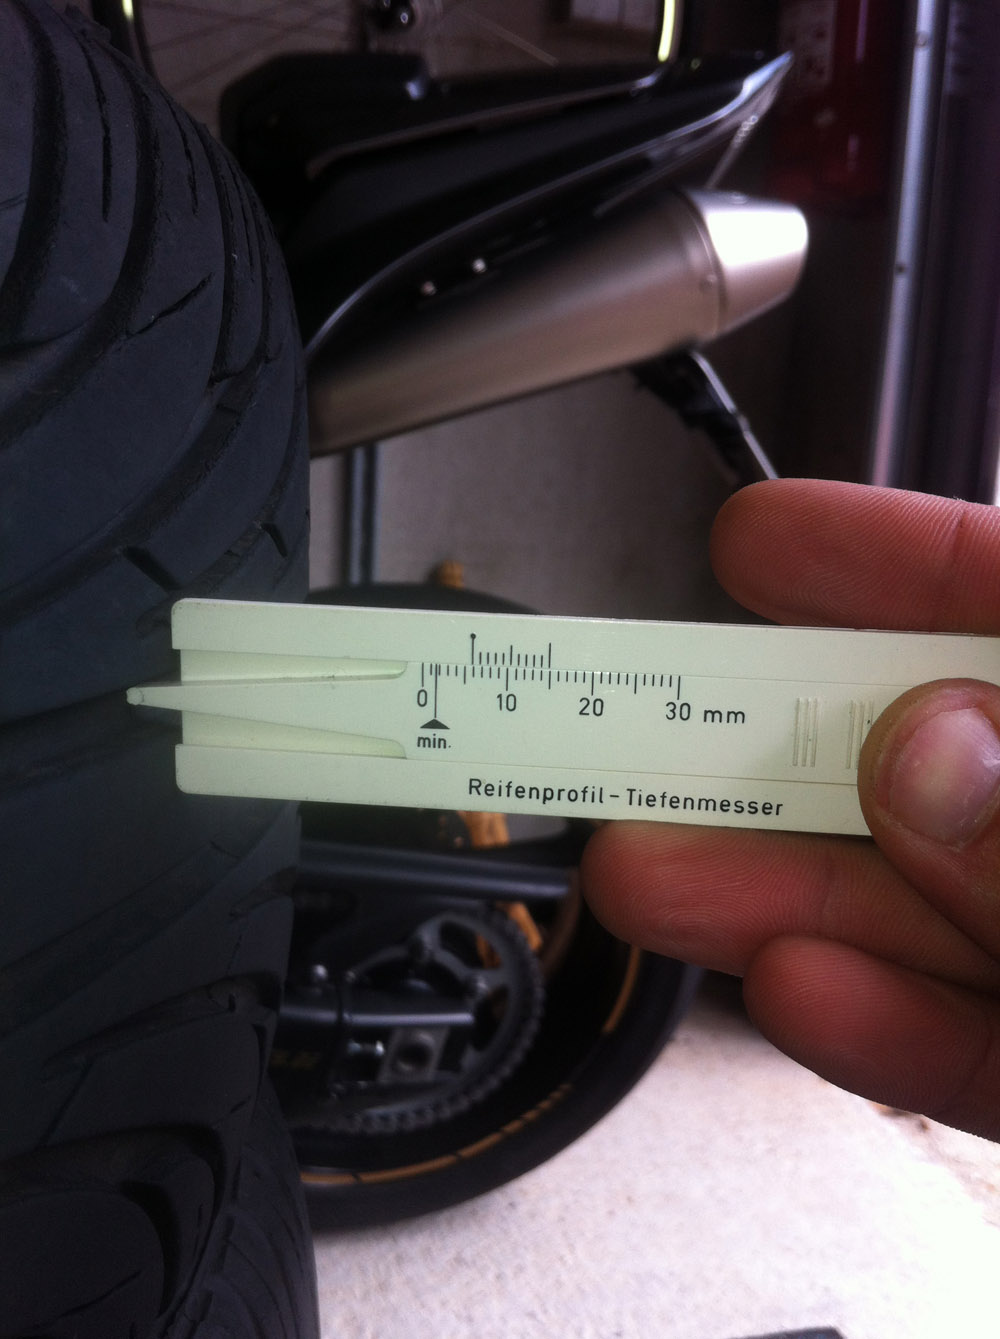 0 10 20 30 mm
min.
Reifenprofil-Tiefenmesser